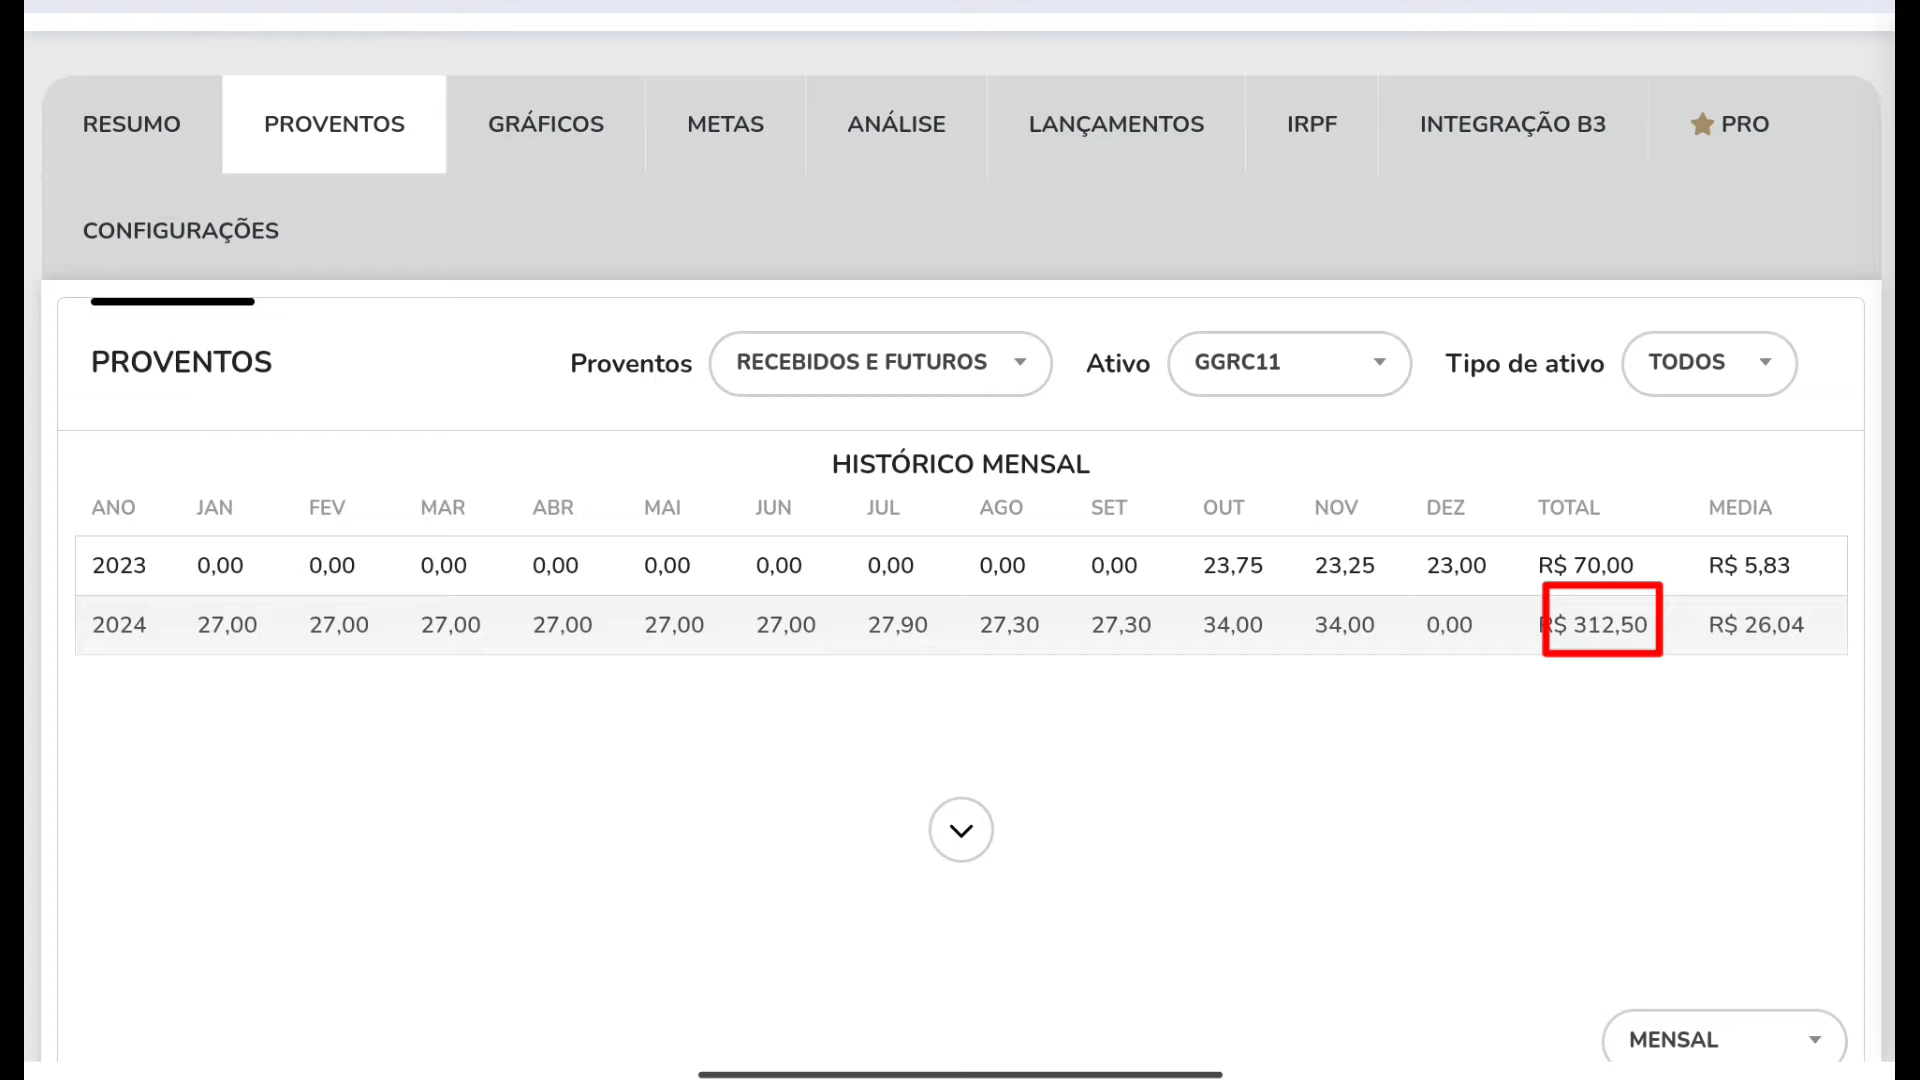 RESUMO PROVENTOS GRÁFICOS METAS ANÁLISE LANÇAMENTOS IRPF INTEGRAÇÃO B3 PRO
CONFIGURAÇÕES
PROVENTOS Proventos RECEBIDOS E FUTUROS Ativo GGRC11 Tipo de ativo TODOS
HISTÓRICO MENSAL
ANO JAN FEV MAR ABR MAI JUN JUL AGO SET OUT NOV DEZ TOTAL MEDIA
2023 0,00 0,00 0,00 0,00 0,00 0,00 0,00 0,00 0,00 23,75 23,25 23,00 R$ 70,00 R$ 5,83
2024 27,00 27,00 27,00 27,00 27,00 27,00 27,90 27,30 27,30 34,00 34,00 0,00 R$ 312,50 R$ 26,04
MENSAL